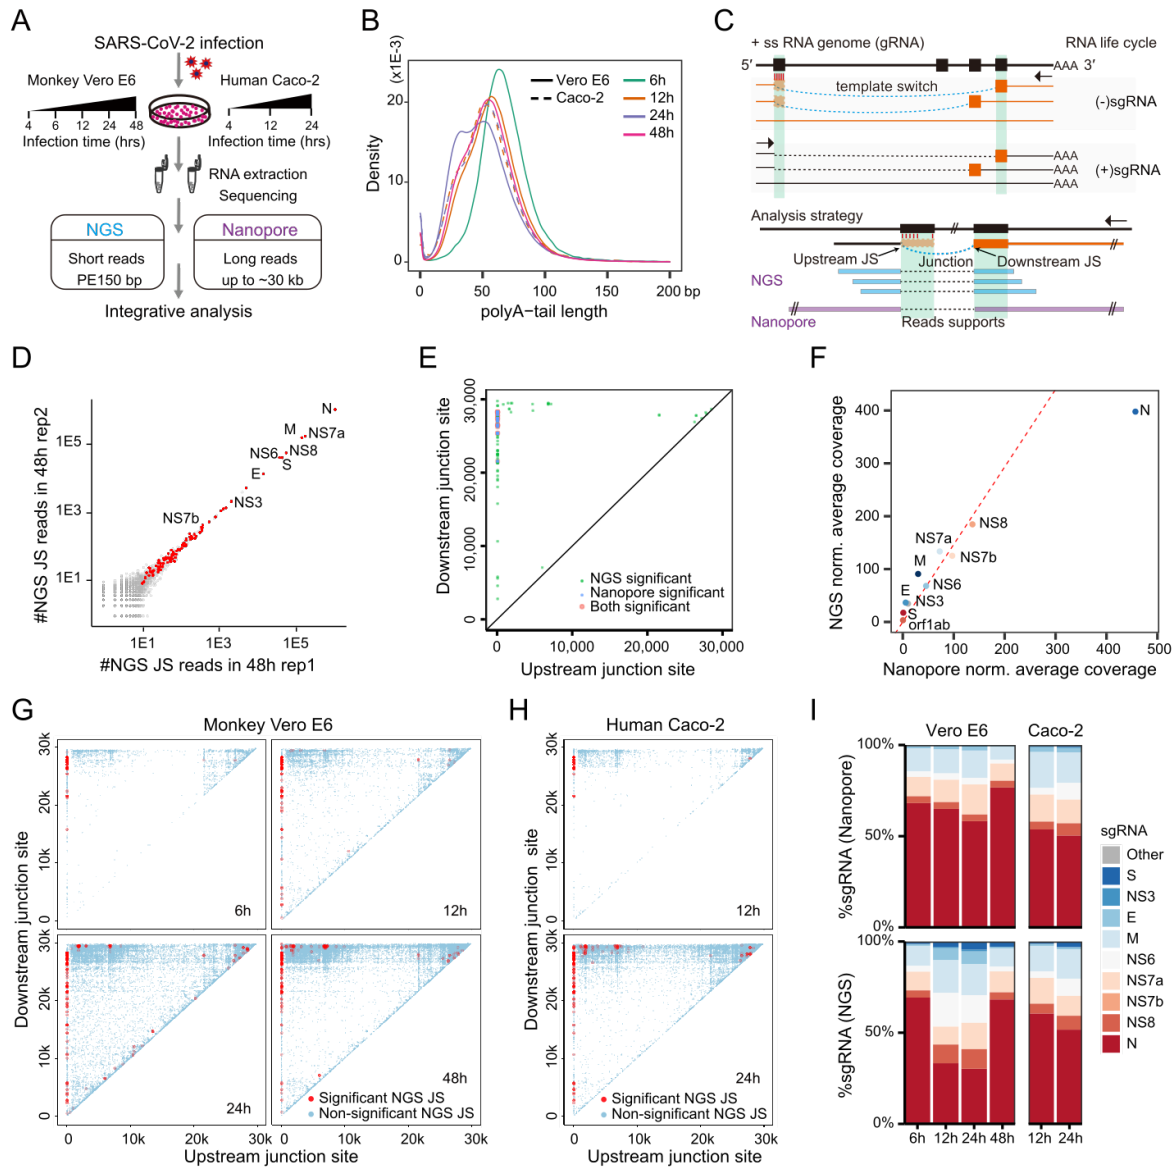 A
SARS-CoV-2 infection
Monkey Vero E6
Human Caco-2
4 6 12 24 48
Infection time (hrs)
4 12 24
Infection time (hrs)
RNA extraction
Sequencing
NGS
Short reads
PE150 bp
Nanopore
Long reads
up to ~30 kb
Integrative analysis
B
(x1E-3)
Density
20
10
0
Vero E6
Caco-2
6h
12h
24h
48h
0 50 100 150 200 bp
polyA-tail length
C
+ ss RNA genome (gRNA)
RNA life cycle
5′
AAA 3′
template switch
(-)sgRNA
AAA
AAA
AAA
(+)sgRNA
Analysis strategy
Upstream JS
Junction
Downstream JS
NGS
Nanopore
Reads supports
D
#NGS JS reads in 48h rep2
1E5
1E3
1E1
N
M
NS7a
NS6
NS8
S
E
NS3
NS7b
1E1 1E3 1E5
#NGS JS reads in 48h rep1
E
Downstream junction site
30,000
20,000
10,000
0
NGS significant
Nanopore significant
Both significant
0 10,000 20,000 30,000
Upstream junction site
F
NGS norm. average coverage
400
300
200
100
0
N
NS8
NS7a
NS7b
M
NS6
E
NS3
S
orf1ab
0 100 200 300 400 500
Nanopore norm. average coverage
G
Monkey Vero E6
Downstream junction site
30k
20k
10k
0
6h
12h
30k
20k
10k
0
24h
48h
Significant NGS JS
Non-significant NGS JS
0 10k 20k 30k
0 10k 20k 30k
Upstream junction site
H
Human Caco-2
Downstream junction site
30k
20k
10k
0
12h
30k
20k
10k
0
24h
Significant NGS JS
Non-significant NGS JS
0 10k 20k 30k
Upstream junction site
I
Vero E6
Caco-2
%sgRNA (Nanopore)
100%
50%
0%
%sgRNA (NGS)
100%
50%
0%
6h 12h 24h 48h
12h 24h
sgRNA
Other
S
NS3
E
M
NS6
NS7a
NS7b
NS8
N